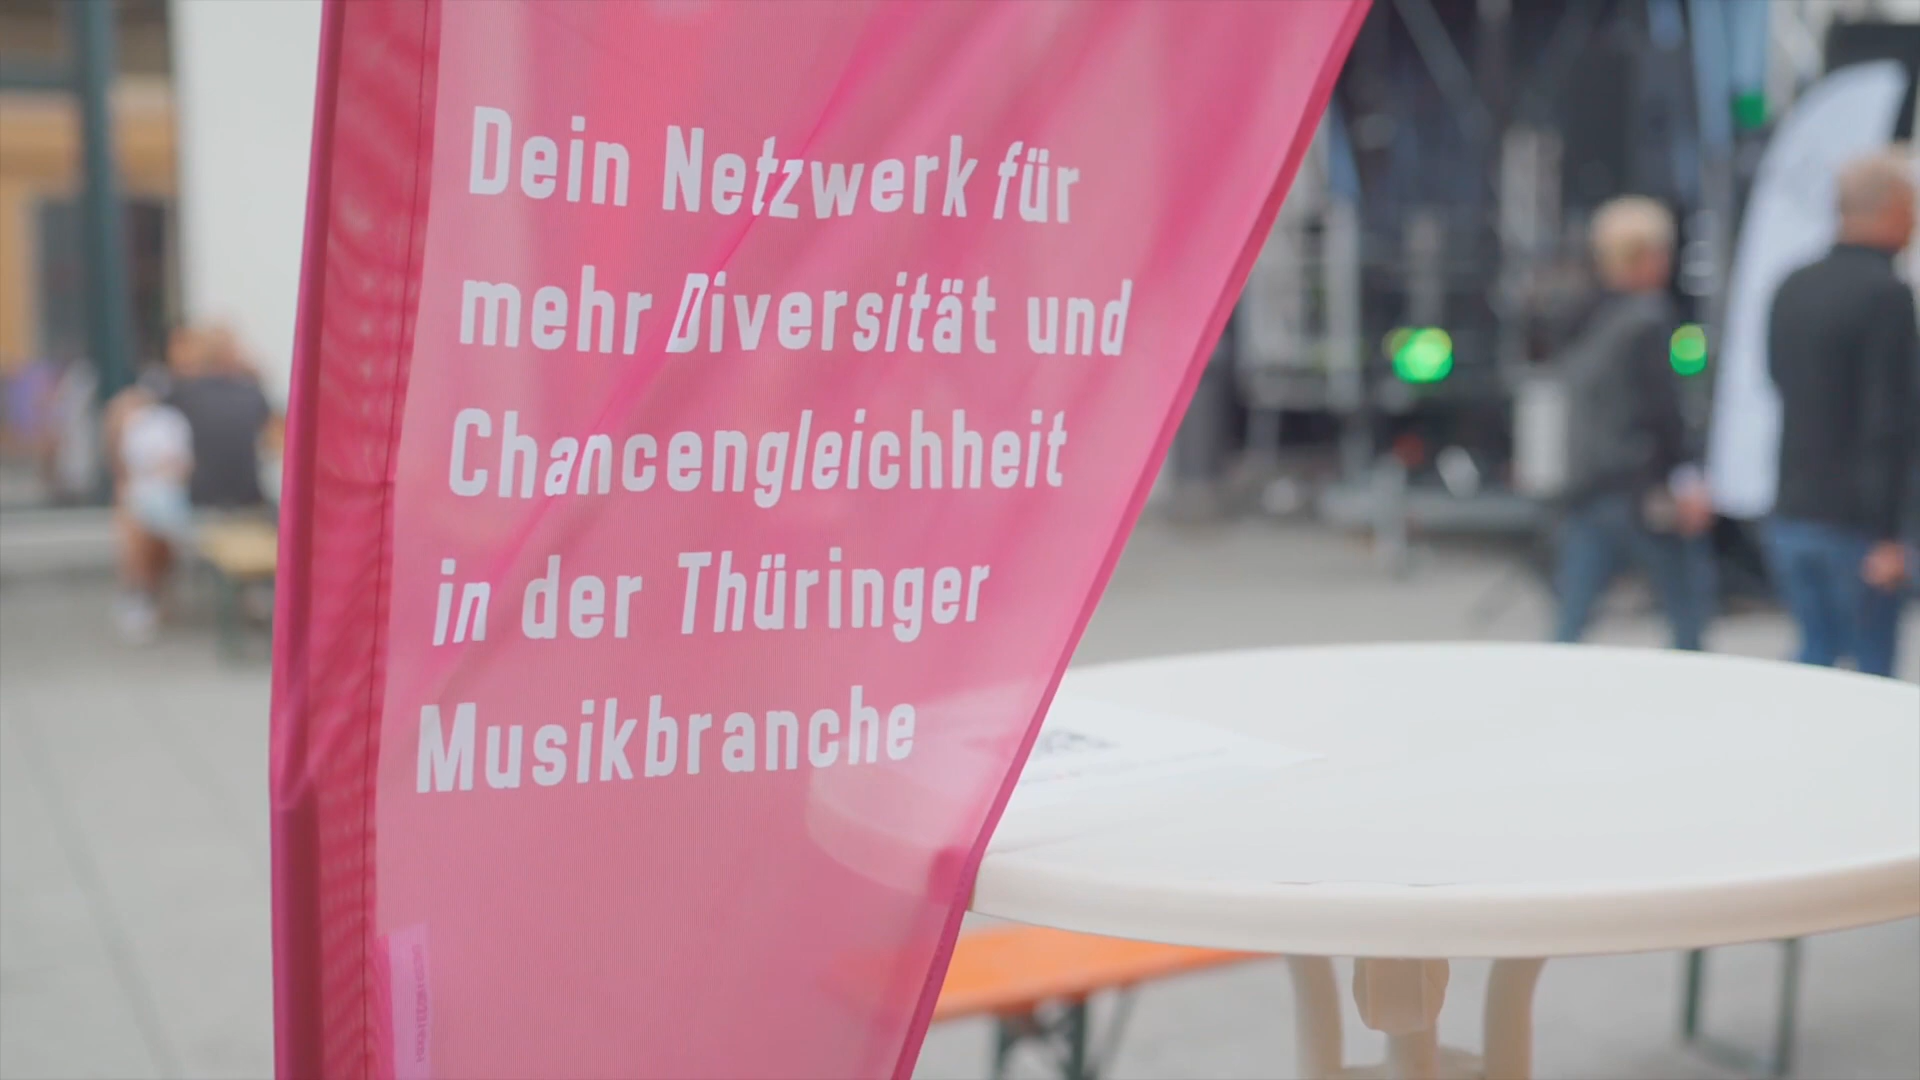 Dein Netzwerk für
mehr Diversität und
Chancengleichheit
in der Thüringer
Musikbranche